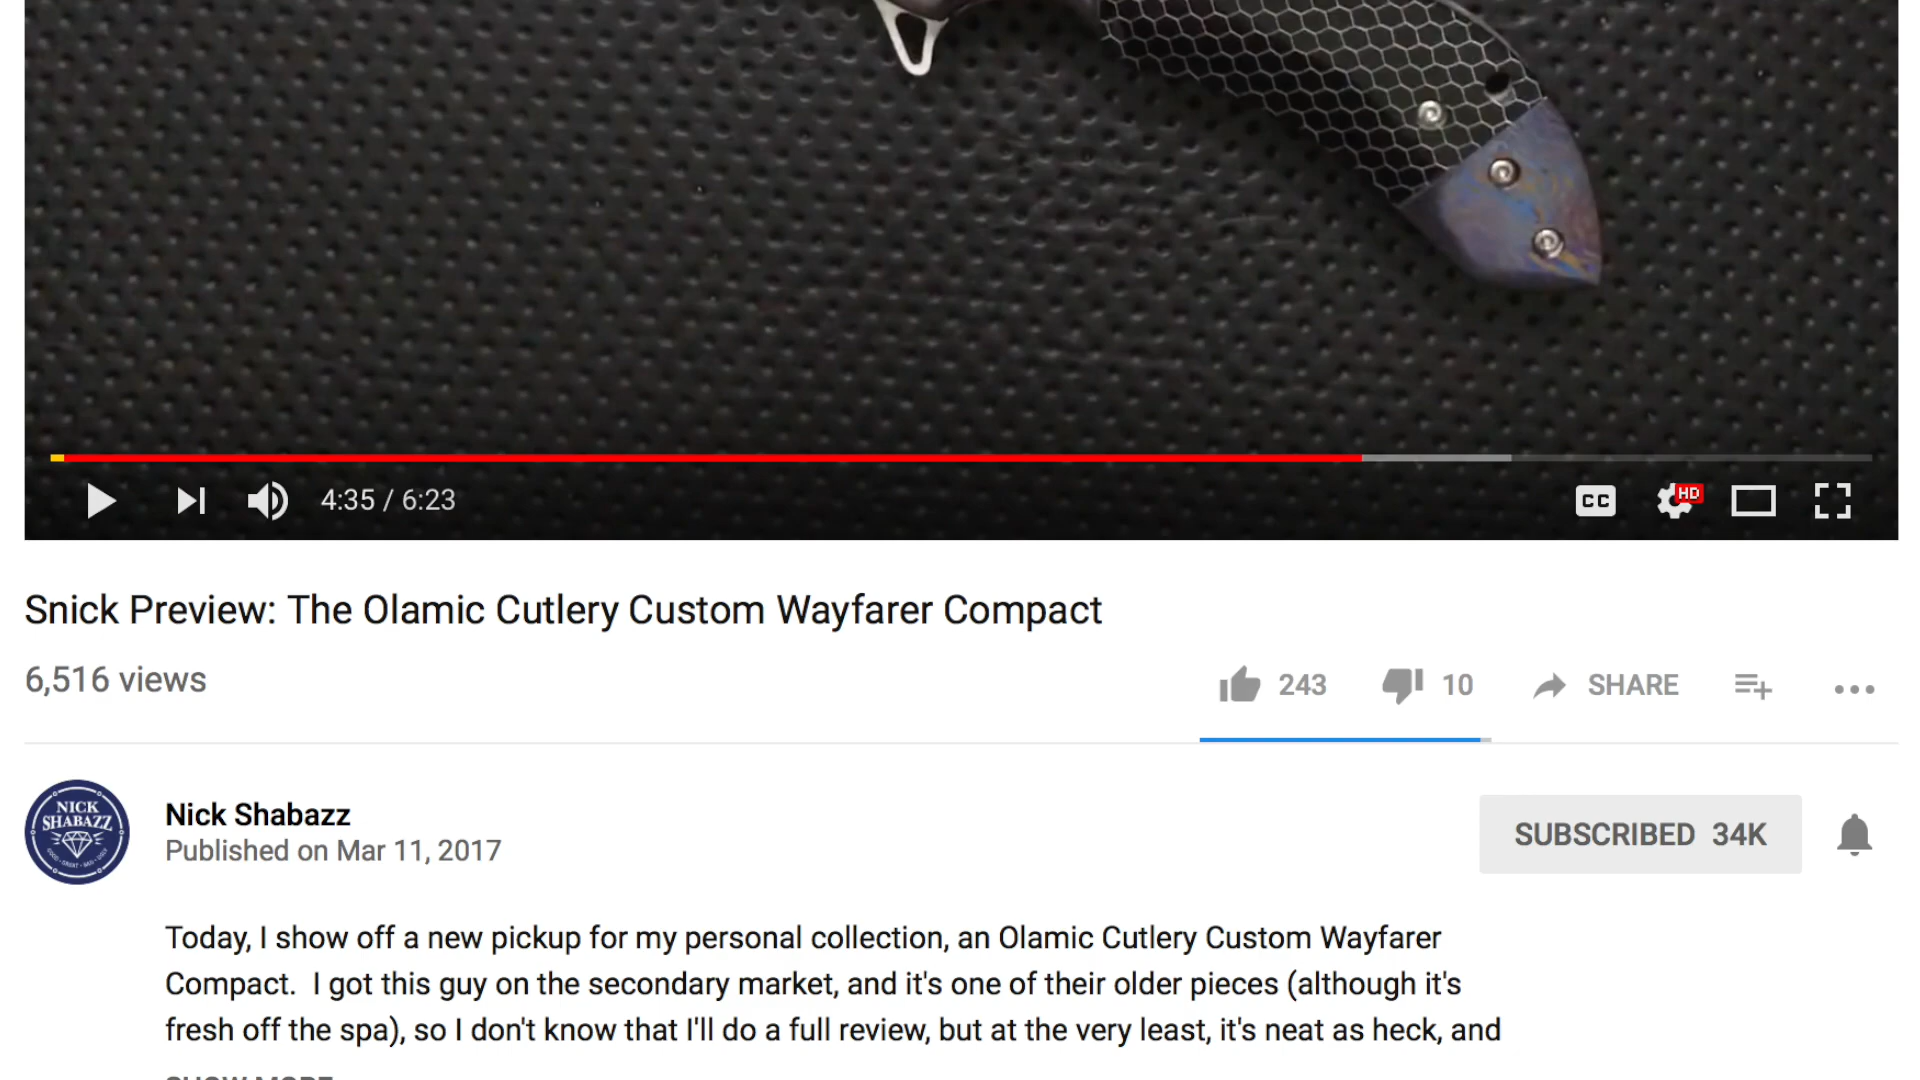 4:35 / 6:23
CC
HD
Snick Preview: The Olamic Cutlery Custom Wayfarer Compact
6,516 views
243
10
SHARE
NICK
SHABAZZ
Nick Shabazz
Published on Mar 11, 2017
SUBSCRIBED 34K
Today, I show off a new pickup for my personal collection, an Olamic Cutlery Custom Wayfarer
Compact.  I got this guy on the secondary market, and it's one of their older pieces (although it's
fresh off the spa), so I don't know that I'll do a full review, but at the very least, it's neat as heck, and
SHOW MORE